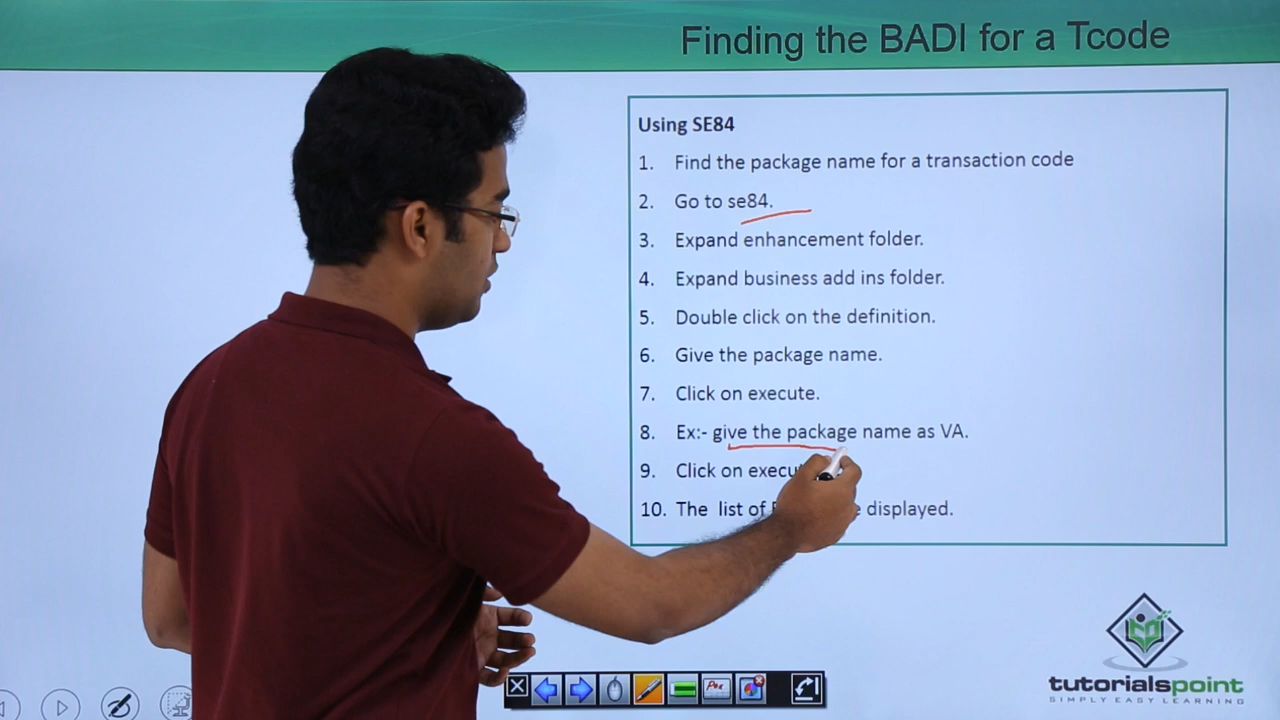 Finding the BADI for a Tcode
Using SE84
1. Find the package name for a transaction code
2. Go to se84.
3. Expand enhancement folder.
4. Expand business add ins folder.
5. Double click on the definition.
6. Give the package name.
7. Click on execute.
8. Ex:- give the package name as VA.
9. Click on
10. The list of displayed.
tutorialspoint
SIMPLY EASY LEARNING